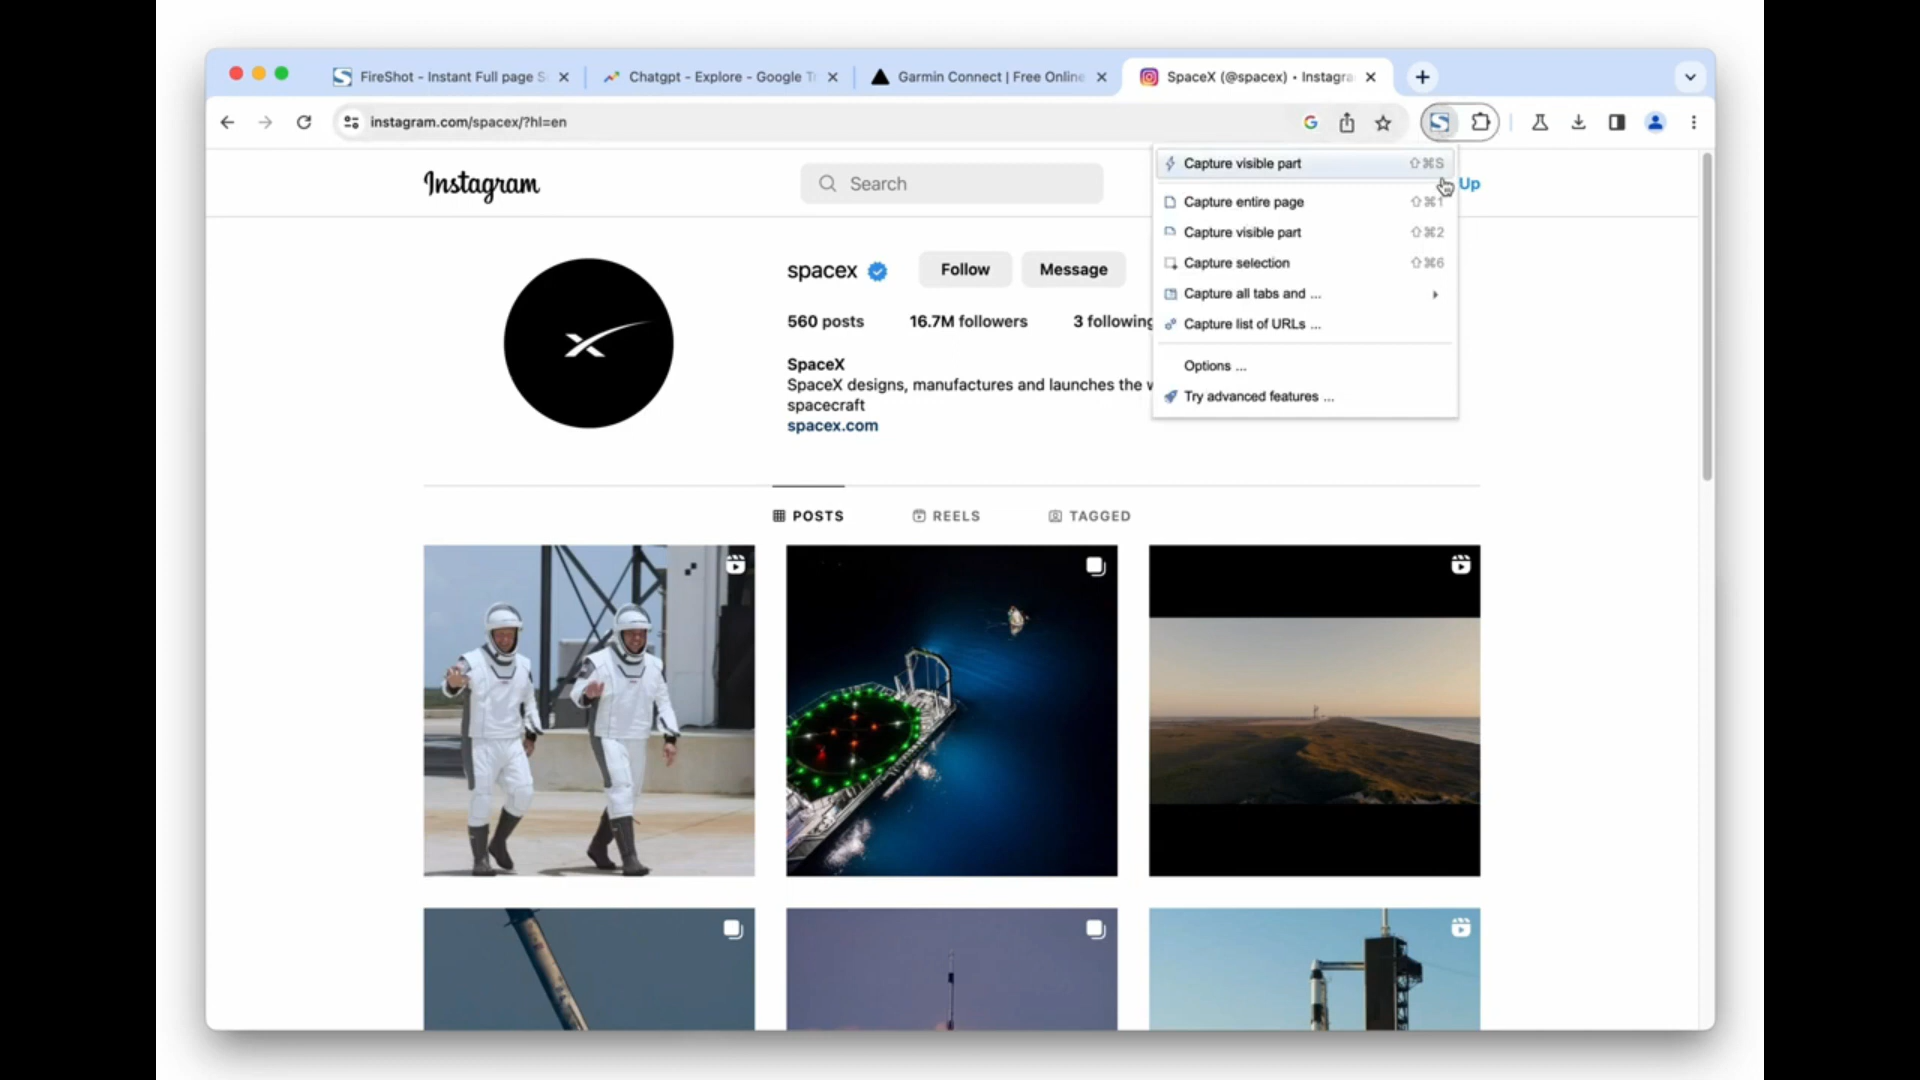 FireShot - Instant Full page S
Chatgpt - Explore - Google T
Garmin Connect | Free Online
SpaceX (@spacex) • Instagra
instagram.com/spacex/?hl=en
Instagram
Search
Up
Capture visible part ⇧⌘S
Capture entire page ⇧⌘1
Capture visible part ⇧⌘2
Capture selection ⇧⌘6
Capture all tabs and ...
Capture list of URLs ...
Options ...
Try advanced features ...
spacex
Follow
Message
560 posts
16.7M followers
3 following
SpaceX
SpaceX designs, manufactures and launches the
spacecraft
spacex.com
POSTS
REELS
TAGGED